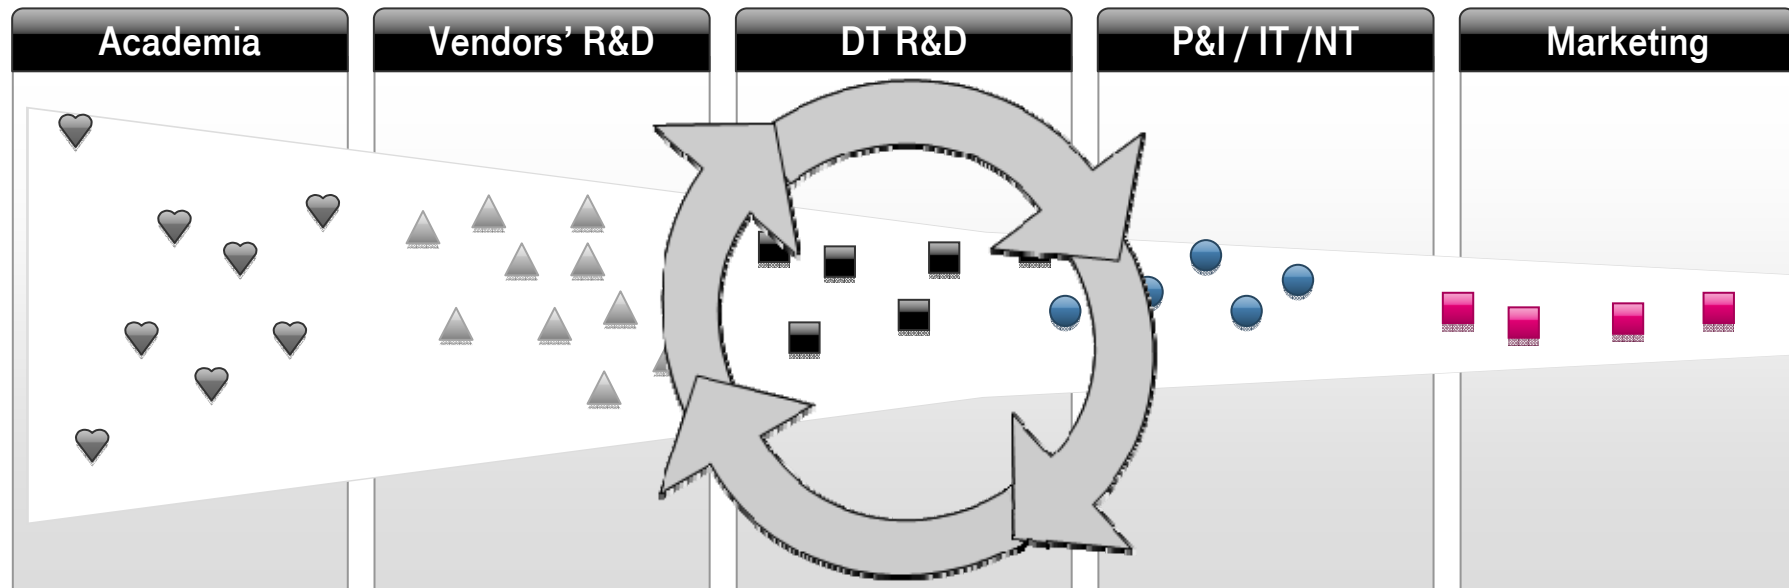 Academia
Vendors’ R&D
DT R&D
P&I / IT /NT
Marketing